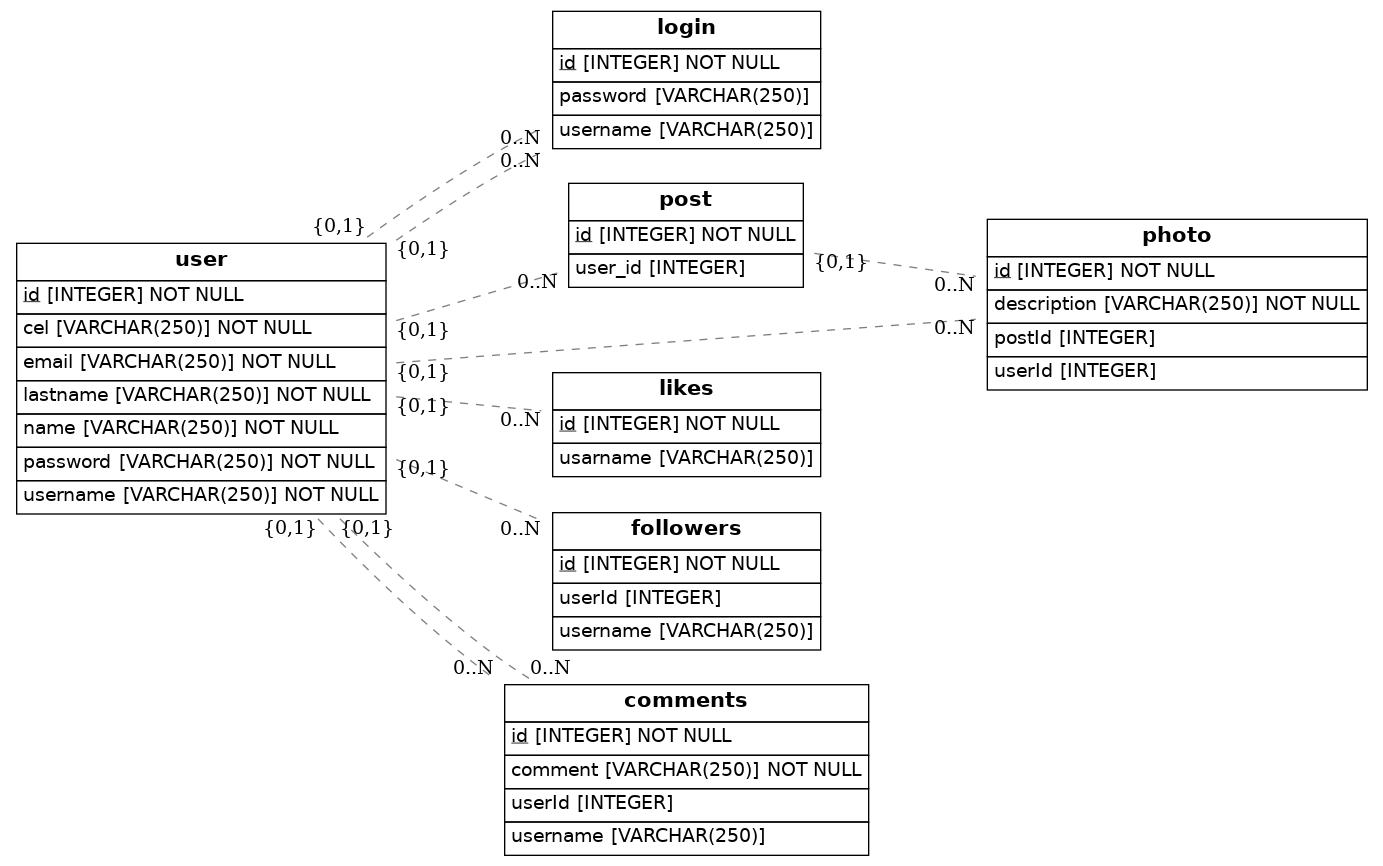 login
id [INTEGER] NOT NULL
password [VARCHAR(250)]
username [VARCHAR(250)]
0..N
0..N
{0,1}
{0,1}
post
id [INTEGER] NOT NULL
user_id [INTEGER]
0..N
{0,1}
{0,1}
photo
id [INTEGER] NOT NULL
description [VARCHAR(250)] NOT NULL
postId [INTEGER]
userId [INTEGER]
0..N
0..N
user
id [INTEGER] NOT NULL
cel [VARCHAR(250)] NOT NULL
email [VARCHAR(250)] NOT NULL
lastname [VARCHAR(250)] NOT NULL
name [VARCHAR(250)] NOT NULL
password [VARCHAR(250)] NOT NULL
username [VARCHAR(250)] NOT NULL
{0,1}
{0,1}
{0,1}
{0,1}
{0,1}
likes
id [INTEGER] NOT NULL
usarname [VARCHAR(250)]
0..N
followers
id [INTEGER] NOT NULL
userId [INTEGER]
username [VARCHAR(250)]
0..N
0..N
0..N
comments
id [INTEGER] NOT NULL
comment [VARCHAR(250)] NOT NULL
userId [INTEGER]
username [VARCHAR(250)]